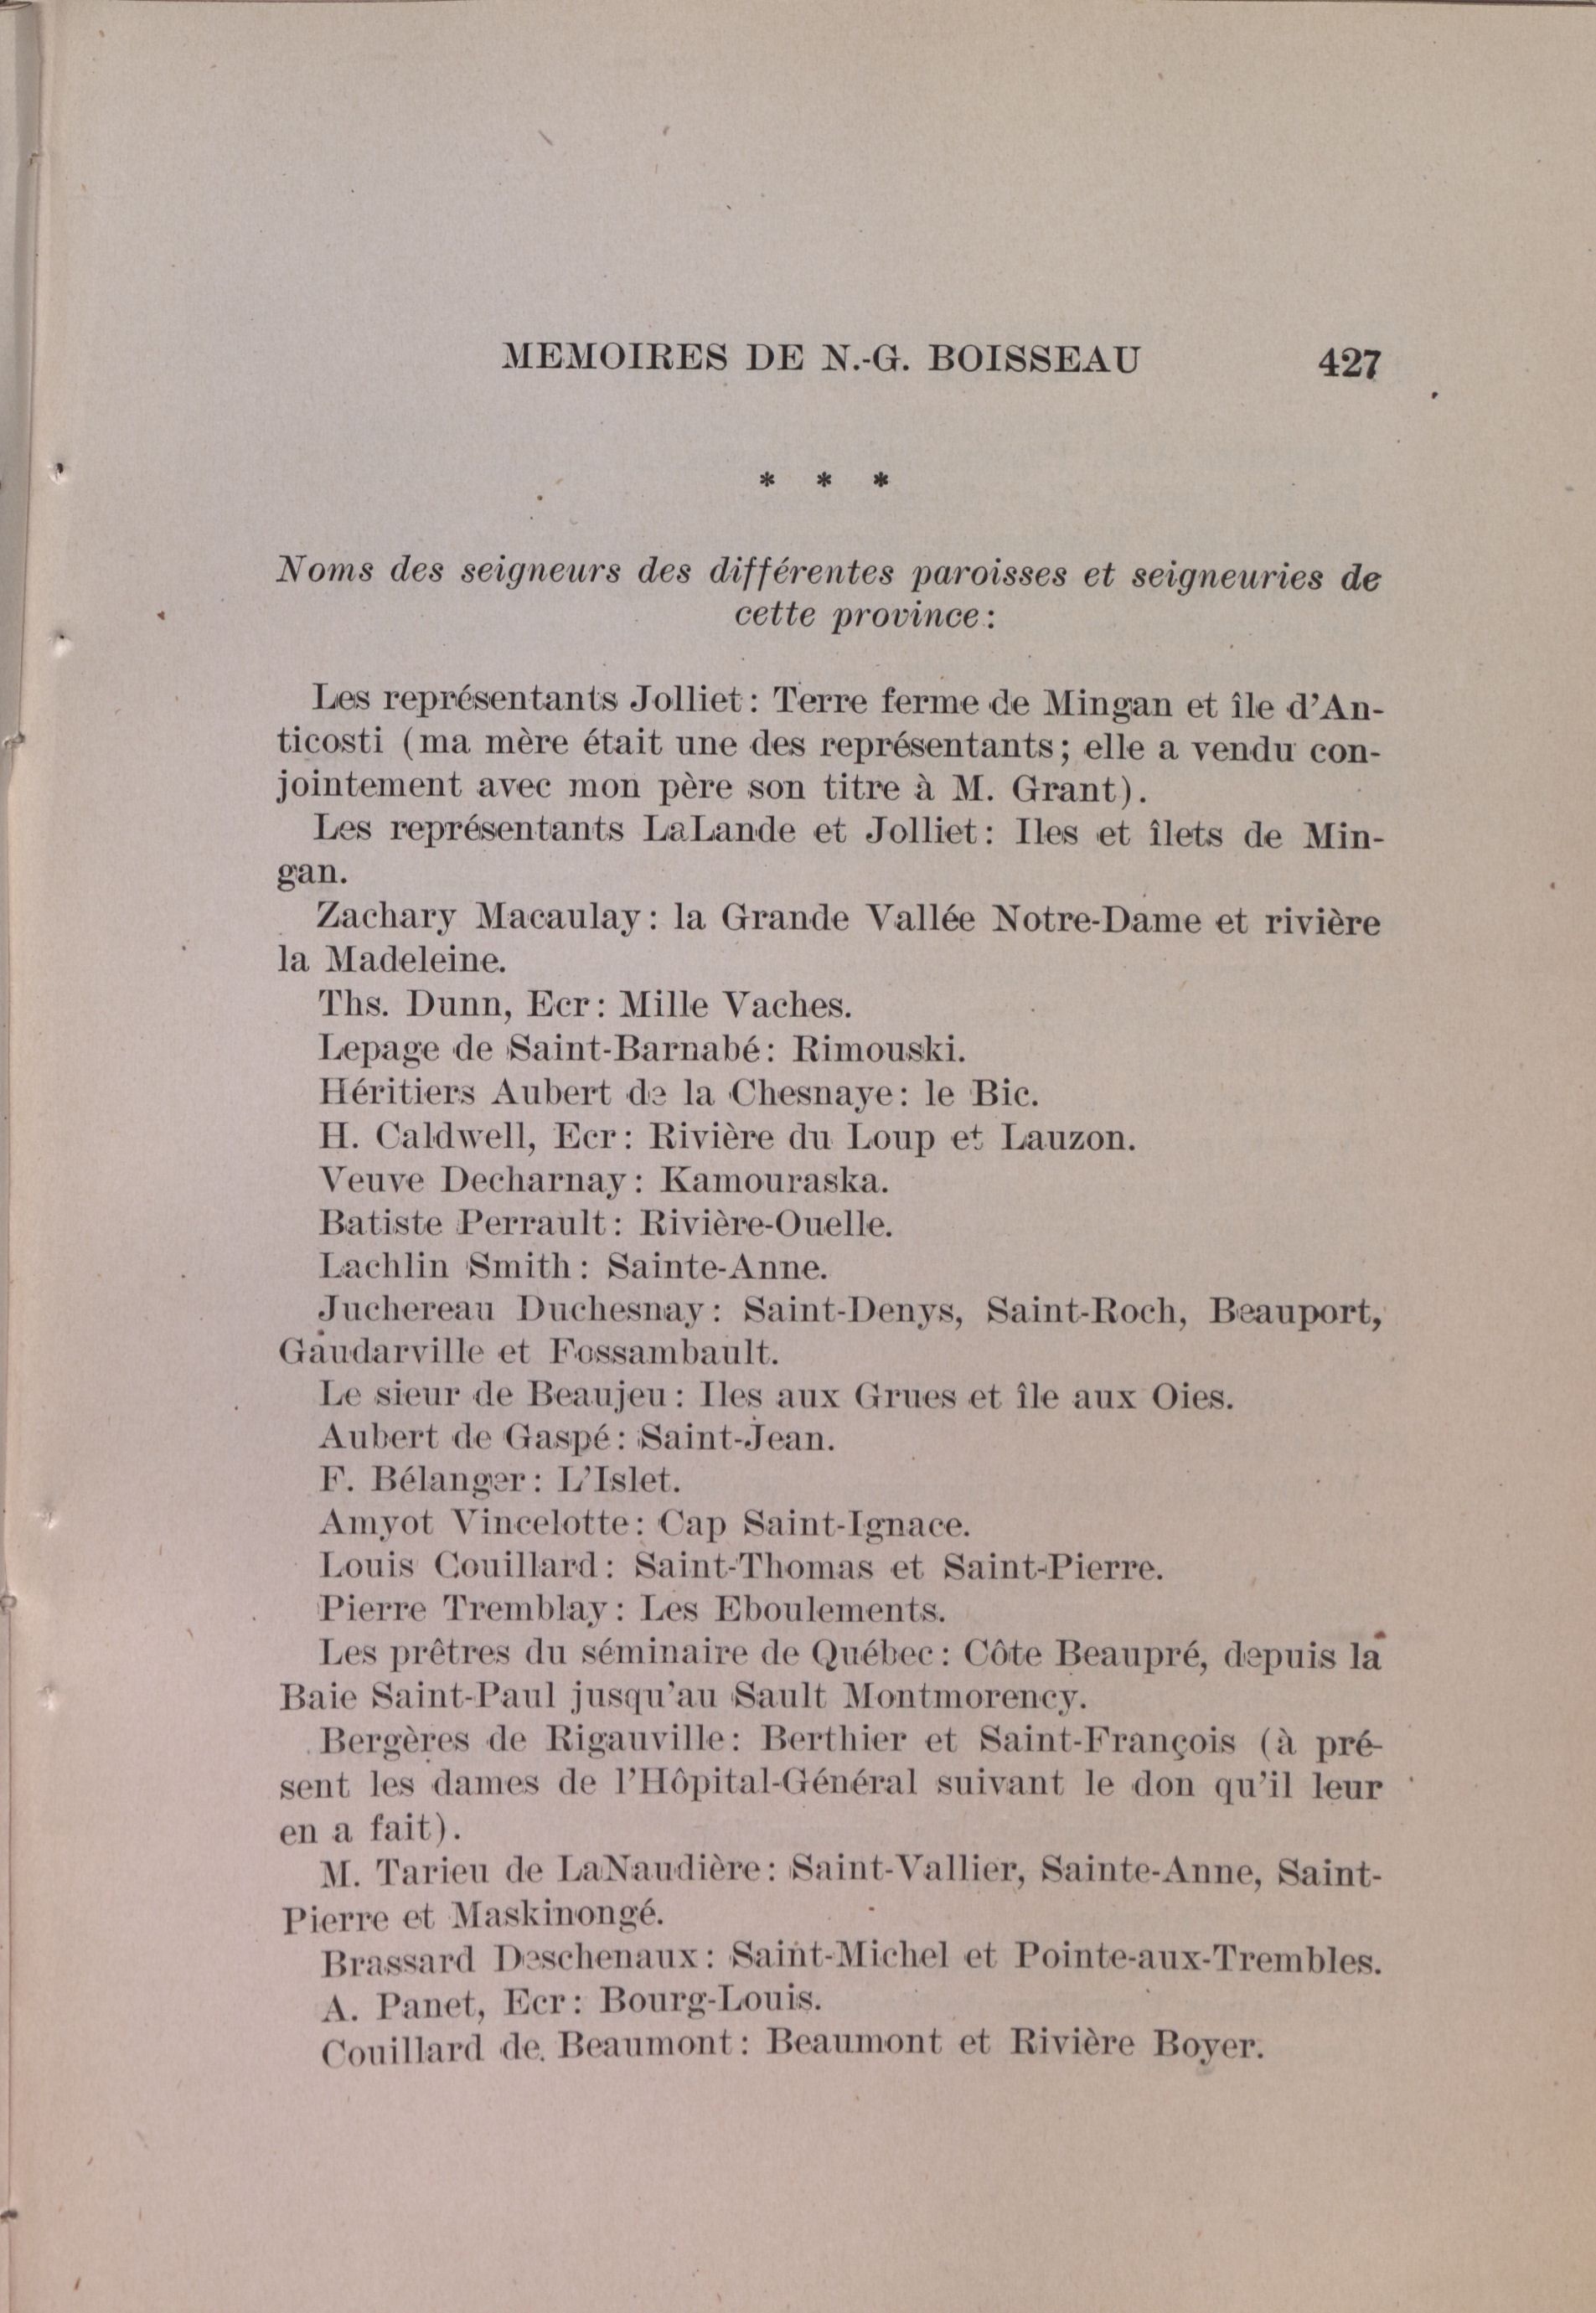 MEMOIRES DE N.-G. BOISSEAU 427
* * *
Noms des seigneurs des différentes paroisses et seigneuries de
cette province:
Les représentants Jolliet: Terre ferme de Mingan et île d'An-
ticosti (ma mère était une des représentants; elle a vendu con-
jointement avec mon père son titre à M. Grant).
Les représentants LaLande et Jolliet: Iles et îlets de Min-
gan.
Zachary Macaulay: la Grande Vallée Notre-Dame et rivière
la Madeleine.
Ths. Dunn, Ecr: Mille Vaches.
Lepage de Saint-Barnabé: Rimouski.
Héritiers Aubert de la Chesnaye: le Bic.
H. Caldwell, Ecr: Rivière du Loup et Lauzon.
Veuve Decharnay: Kamouraska.
Batiste Perrault: Rivière-Ouelle.
Lachlin Smith: Sainte-Anne.
Juchereau Duchesnay: Saint-Denys, Saint-Roch, Beauport,
Gaudarville et Fossambault.
Le sieur de Beaujeu: Iles aux Grues et île aux Oies.
Aubert de Gaspé: Saint-Jean.
F. Bélanger: L'Islet.
Amyot Vincelotte: Cap Saint-Ignace.
Louis Couillard: Saint-Thomas et Saint-Pierre.
Pierre Tremblay: Les Eboulements.
Les prêtres du séminaire de Québec: Côte Beaupré, depuis la
Baie Saint-Paul jusqu'au Sault Montmorency.
Bergères de Rigauville: Berthier et Saint-François (à pré-
sent les dames de l'Hôpital-Général suivant le don qu'il leur
en a fait).
M. Tarieu de LaNaudière: Saint-Vallier, Sainte-Anne, Saint-
Pierre et Maskinongé.
Brassard Deschenaux: Saint-Michel et Pointe-aux-Trembles.
A. Panet, Ecr: Bourg-Louis.
Couillard de Beaumont: Beaumont et Rivière Boyer.